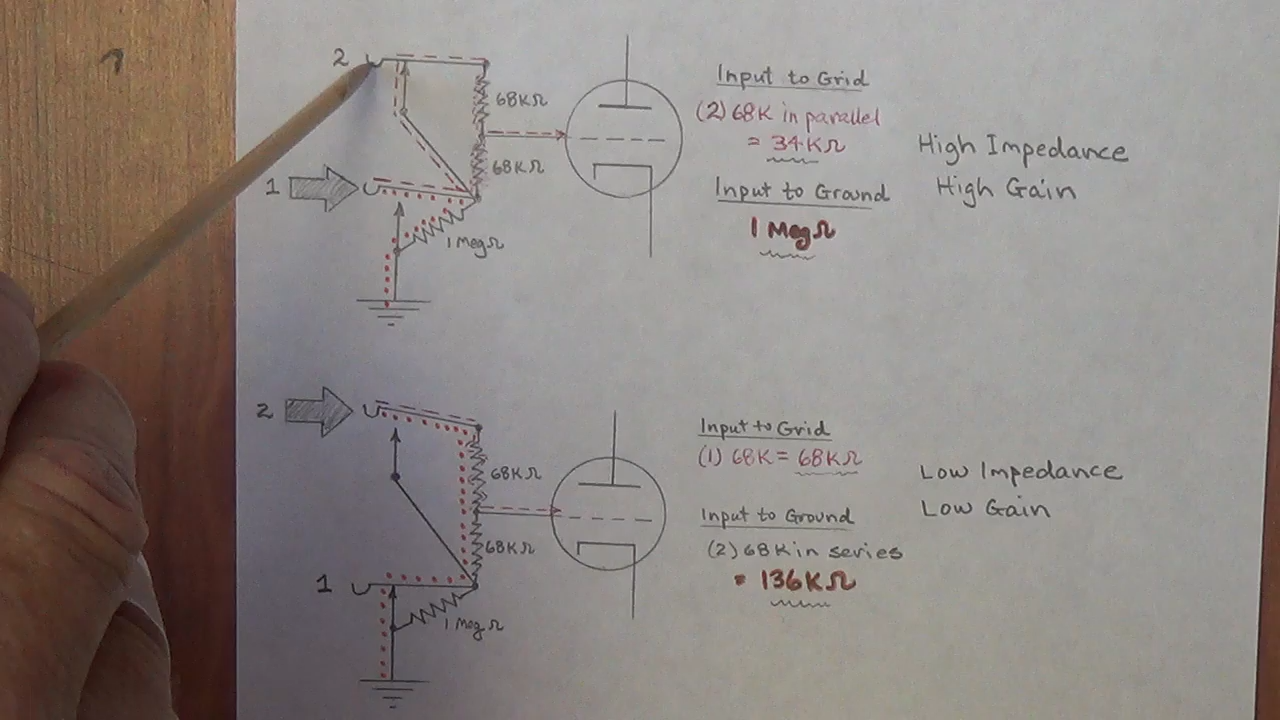 2
68KΩ
68KΩ
1
1 MegΩ
Input to Grid
(2) 68K in parallel
= 34KΩ
Input to Ground
1 MegΩ
High Impedance
High Gain
2
68KΩ
68KΩ
1
1 MegΩ
Input to Grid
(1) 68K = 68KΩ
Input to Ground
(2) 68K in series
= 136KΩ
Low Impedance
Low Gain